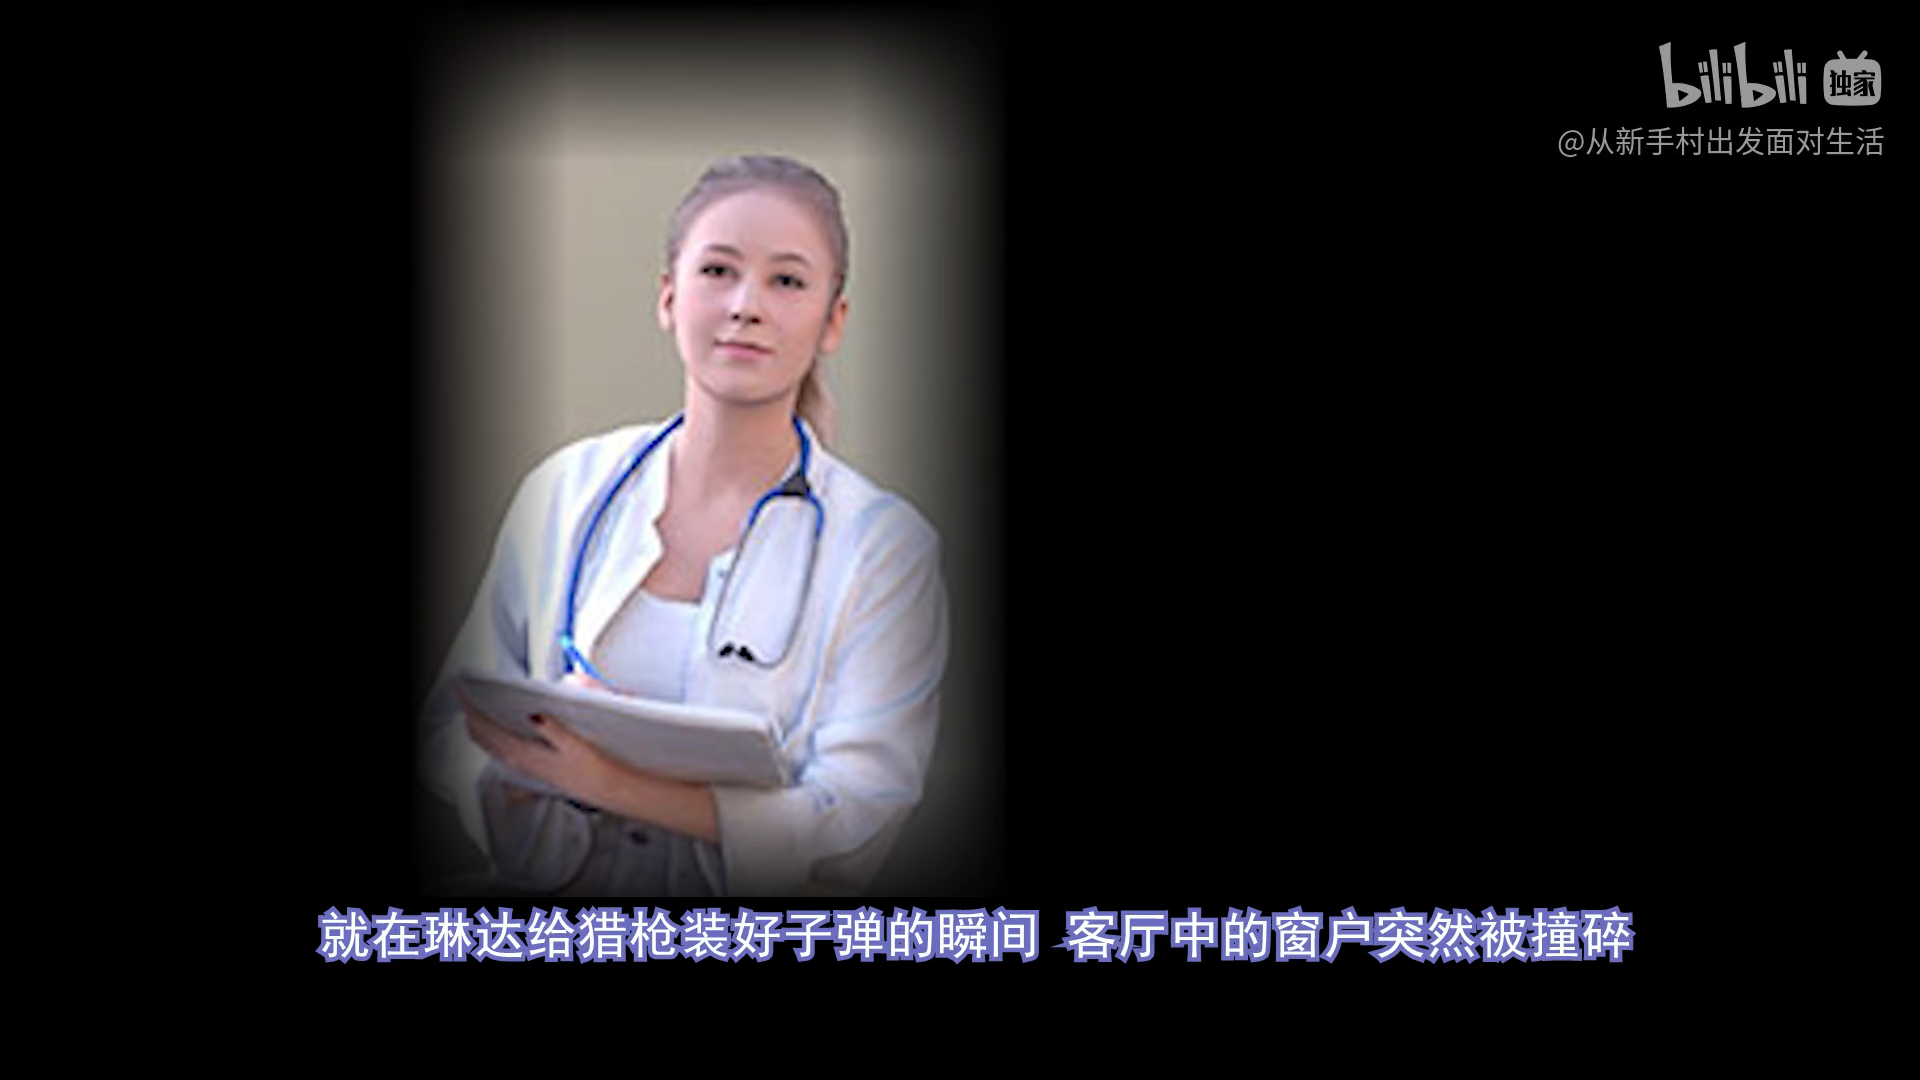 bilibili 独家
@从新手村出发面对生活
就在琳达给猎枪装好子弹的瞬间 客厅中的窗户突然被撞碎